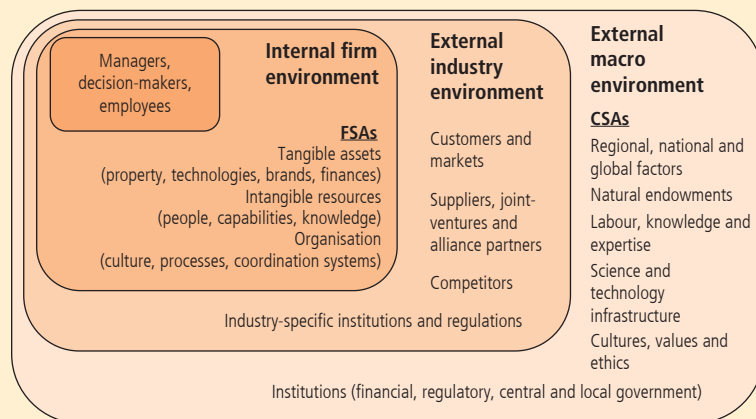 Managers,
decision-makers,
employees
Internal firm
environment
FSAs
Tangible assets
(property, technologies, brands, finances)
Intangible resources
(people, capabilities, knowledge)
Organisation
(culture, processes, coordination systems)
External
industry
environment
Customers and
markets
Suppliers, joint-
ventures and
alliance partners
Competitors
Industry-specific institutions and regulations
External
macro
environment
CSAs
Regional, national and
global factors
Natural endowments
Labour, knowledge and
expertise
Science and
technology
infrastructure
Cultures, values and
ethics
Institutions (financial, regulatory, central and local government)